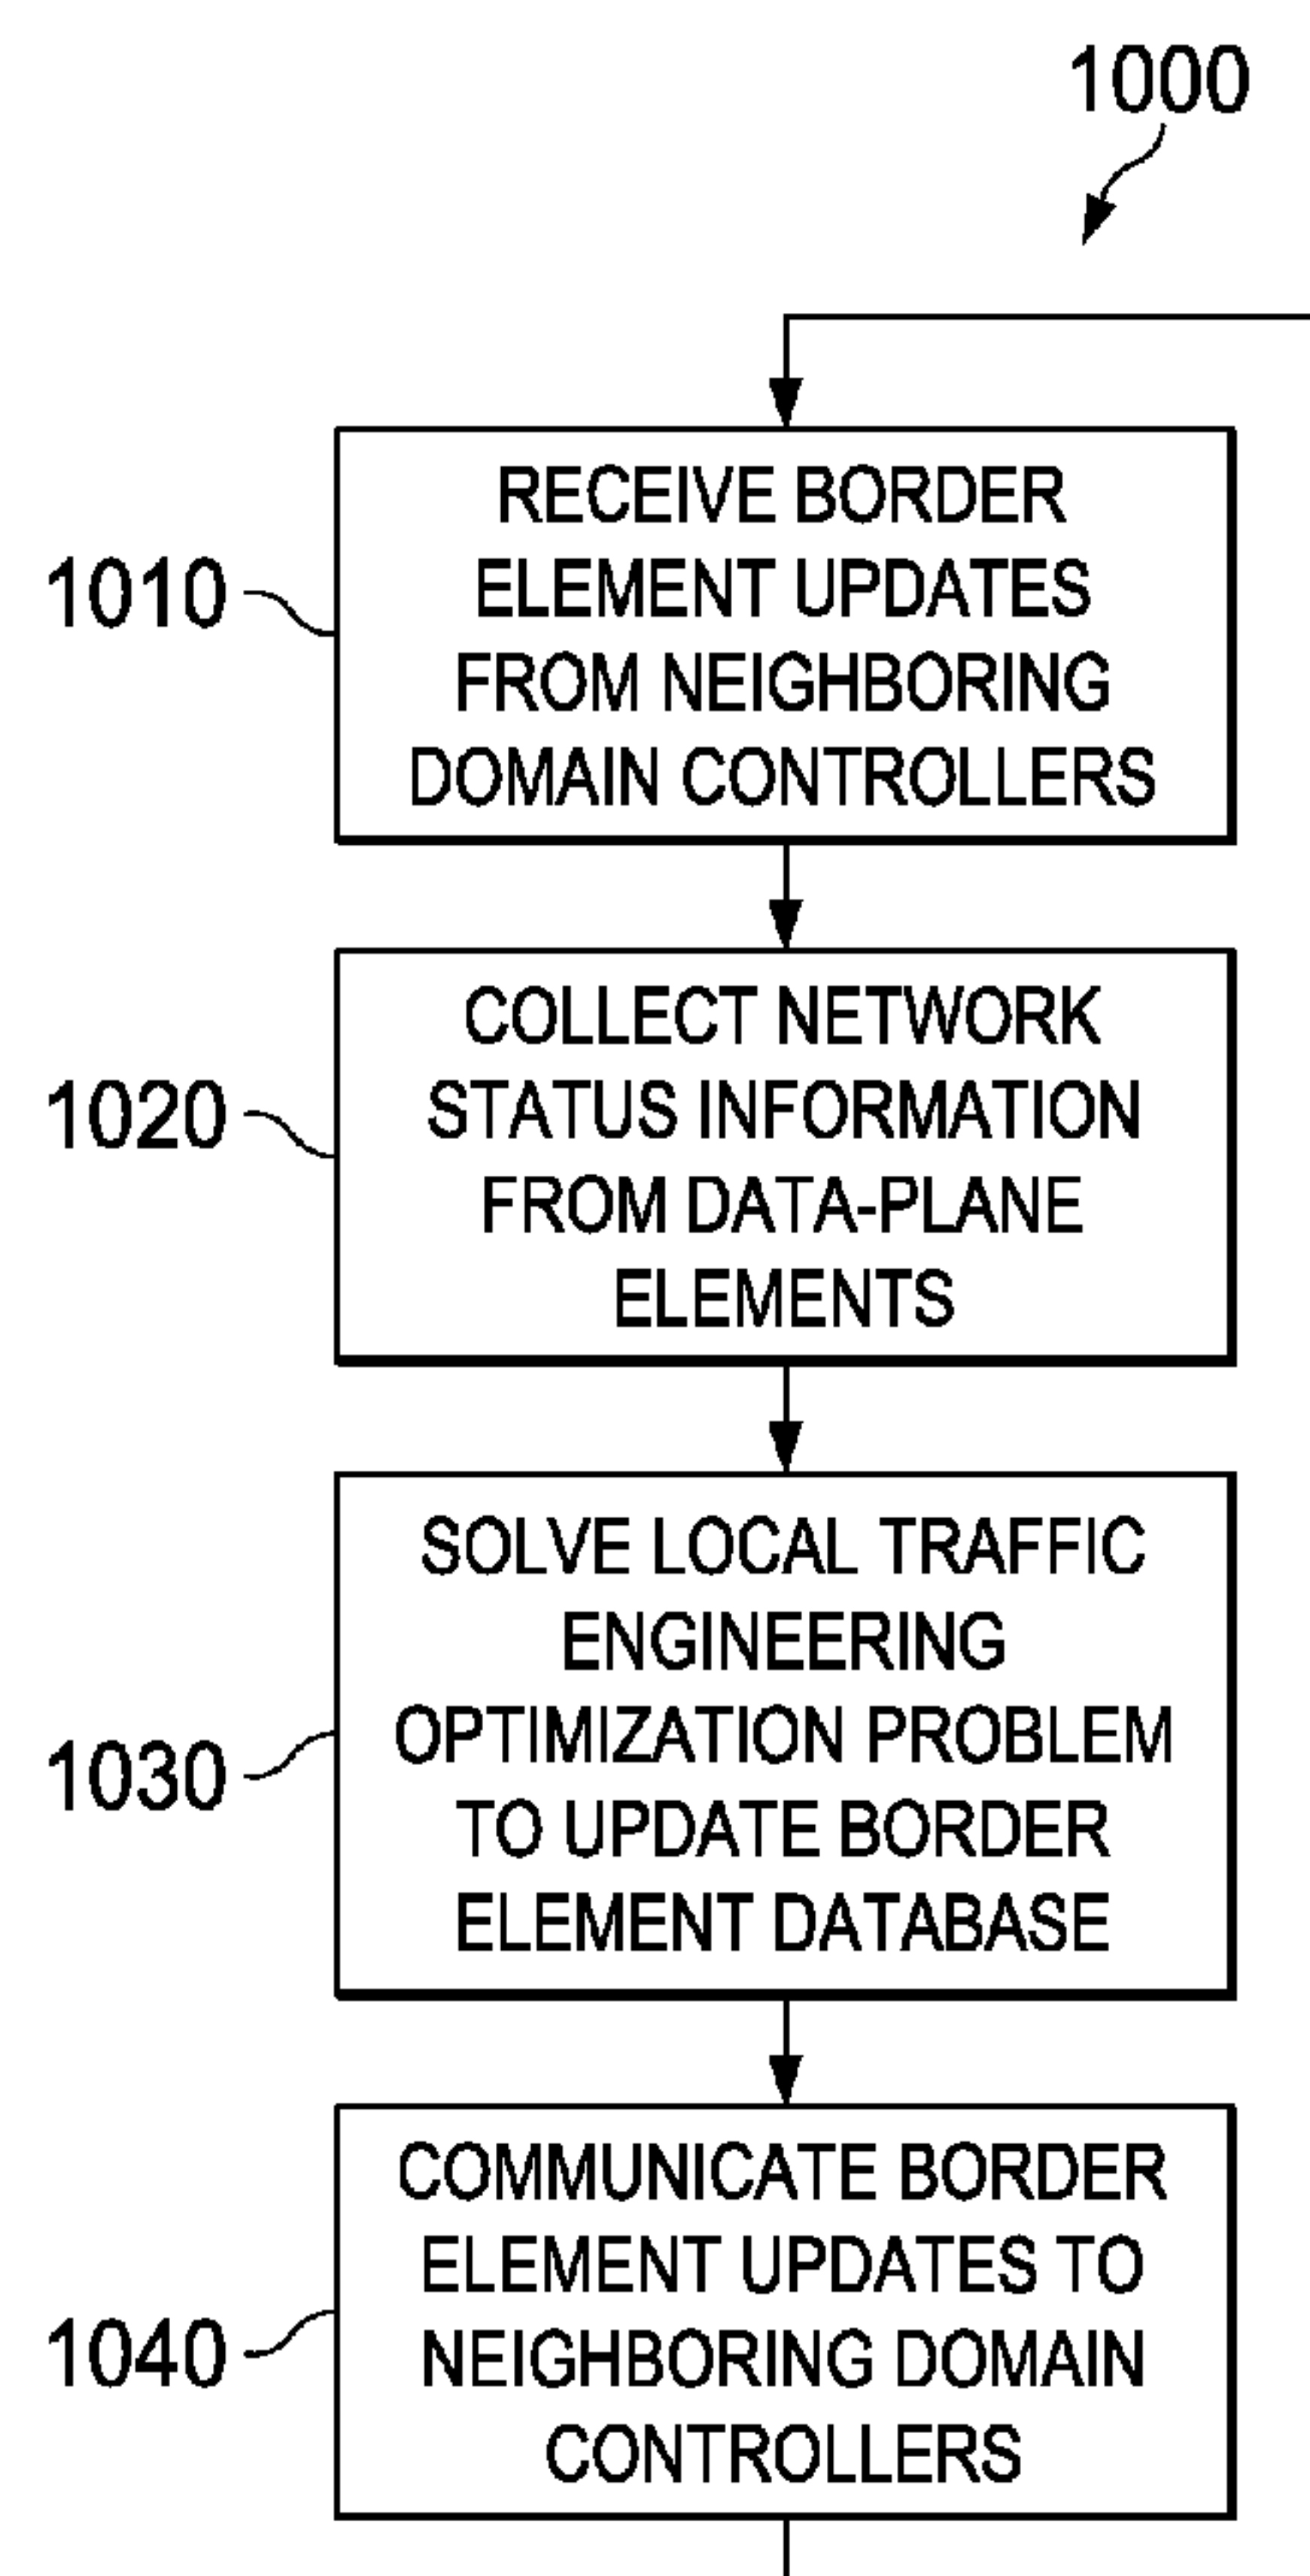 1000
1010
RECEIVE BORDER
ELEMENT UPDATES
FROM NEIGHBORING
DOMAIN CONTROLLERS
1020
COLLECT NETWORK
STATUS INFORMATION
FROM DATA-PLANE
ELEMENTS
1030
SOLVE LOCAL TRAFFIC
ENGINEERING
OPTIMIZATION PROBLEM
TO UPDATE BORDER
ELEMENT DATABASE
1040
COMMUNICATE BORDER
ELEMENT UPDATES TO
NEIGHBORING DOMAIN
CONTROLLERS